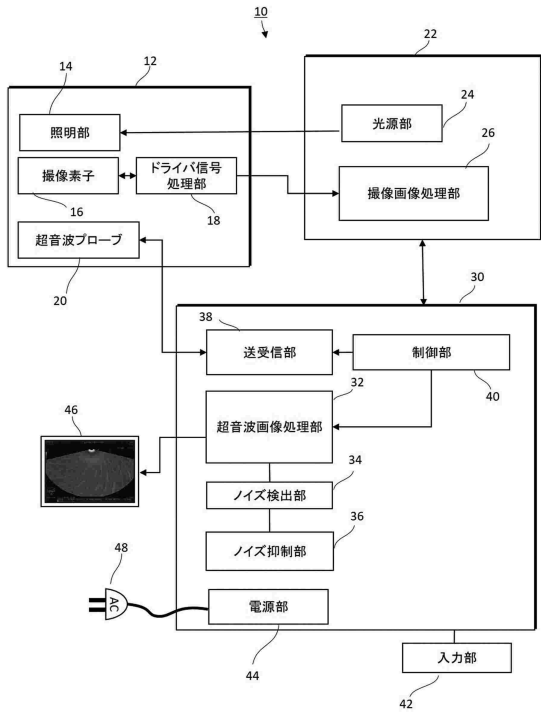 10
22
12
14
照明部
撮像素子
ドライバ信号
処理部
16
18
超音波プローブ
20
光源部
24
26
撮像画像処理部
30
38
送受信部
制御部
40
32
超音波画像処理部
46
34
ノイズ検出部
36
ノイズ抑制部
48
AC
電源部
44
入力部
42